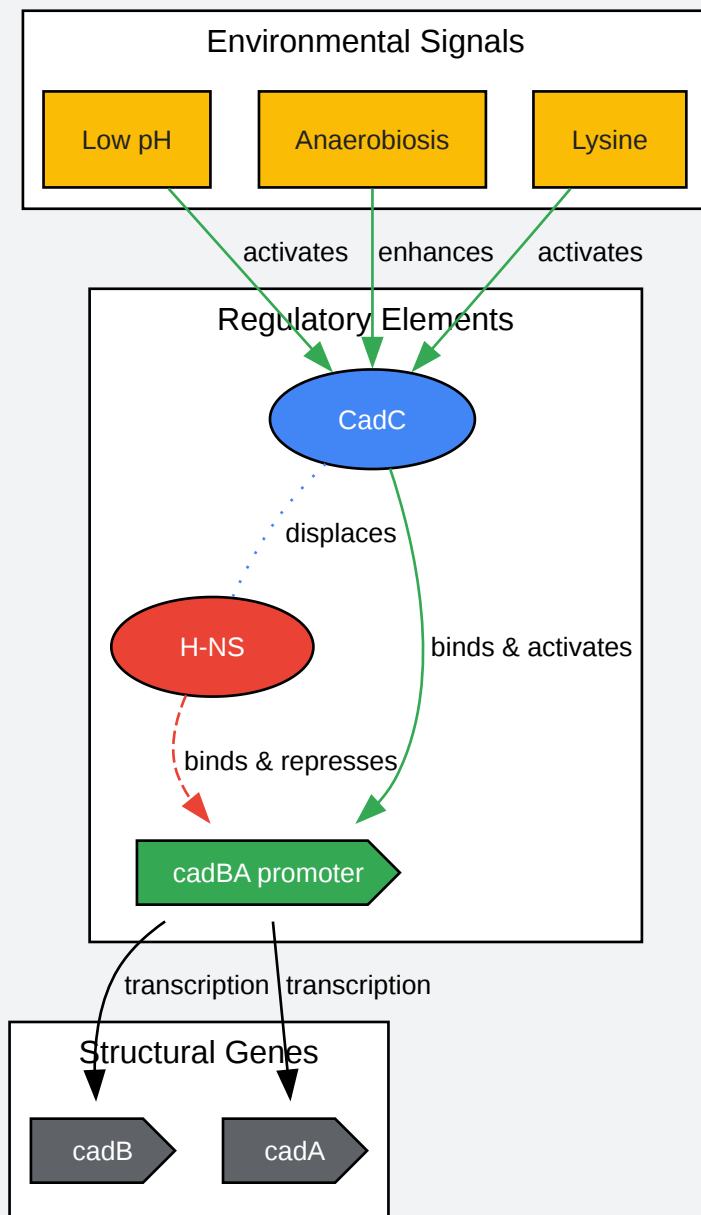 Environmental Signals
Low pH
Anaerobiosis
Lysine
activates
enhances
activates
Regulatory Elements
CadC
displaces
H-NS
binds & activates
binds & represses
cadBA promoter
transcription
transcription
Structural Genes
cadB
cadA